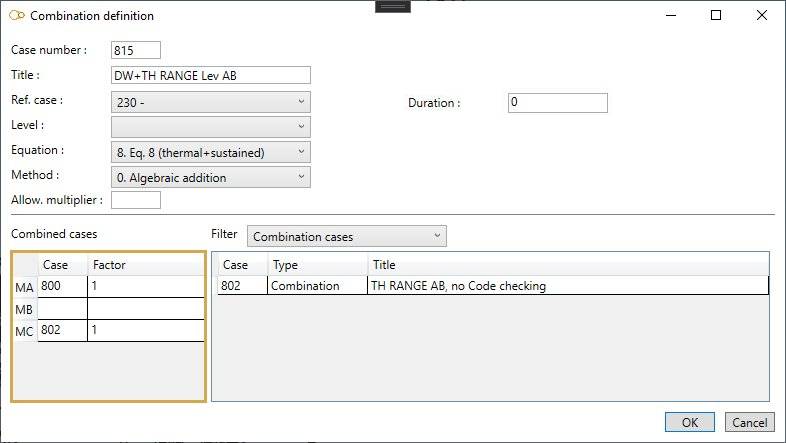 Combination definition
Case number : 815
Title : DW+TH RANGE Lev AB
Ref. case : 230 - Duration : 0
Level :
Equation : 8. Eq. 8 (thermal+sustained)
Method : 0. Algebraic addition
Allow. multiplier :
Combined cases Filter Combination cases
Case Factor Case Type Title
MA 800 1 802 Combination TH RANGE AB, no Code checking
MB
MC 802 1
OK Cancel